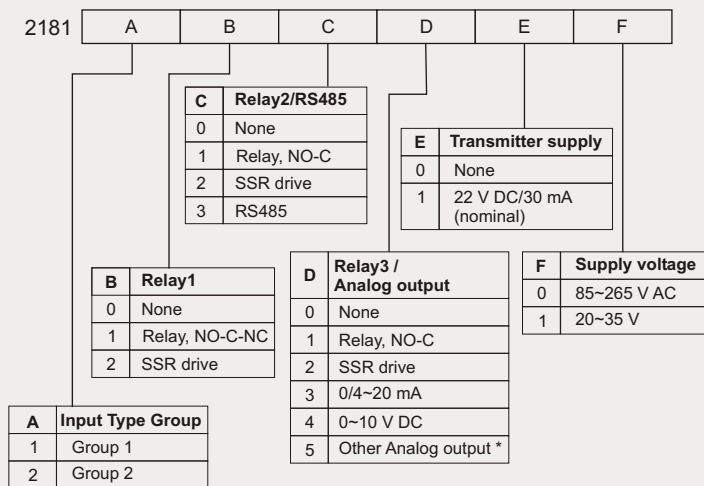 2181 A B C D E F
C Relay2/RS485
0 None
1 Relay, NO-C
2 SSR drive
3 RS485
E Transmitter supply
0 None
1 22 V DC/30 mA
(nominal)
B Relay1
0 None
1 Relay, NO-C-NC
2 SSR drive
D Relay3 /
Analog output
0 None
1 Relay, NO-C
2 SSR drive
3 0/4~20 mA
4 0~10 V DC
5 Other Analog output *
F Supply voltage
0 85~265 V AC
1 20~35 V
A Input Type Group
1 Group 1
2 Group 2